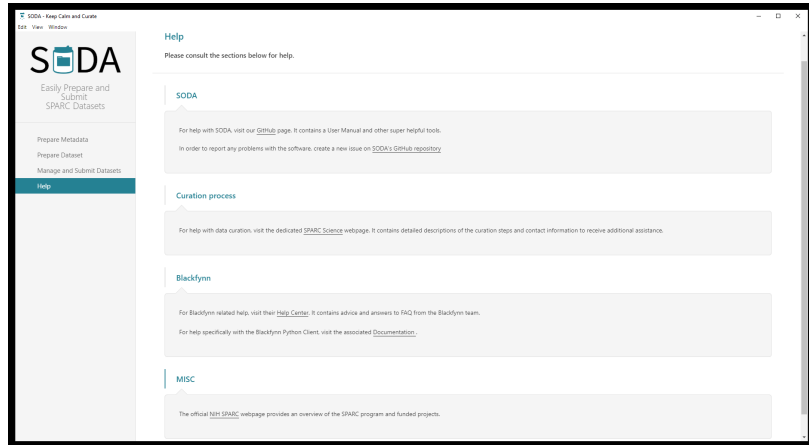 SODA - Keep Calm and Curate
Edit View Window
SODA
Easily Prepare and
Submit
SPARC Datasets
Prepare Metadata
Prepare Dataset
Manage and Submit Datasets
Help
Help
Please consult the sections below for help.
SODA
For help with SODA, visit our GitHub page. It contains a User Manual and other super helpful tools.
In order to report any problems with the software, create a new issue on SODA's GitHub repository
Curation process
For help with data curation, visit the dedicated SPARC Science webpage. It contains detailed descriptions of the curation steps and contact information to receive additional assistance.
Blackfynn
For Blackfynn related help, visit their Help Center. It contains advice and answers to FAQ from the Blackfynn team.
For help specifically with the Blackfynn Python Client, visit the associated Documentation .
MISC
The official NIH SPARC webpage provides an overview of the SPARC program and funded projects.